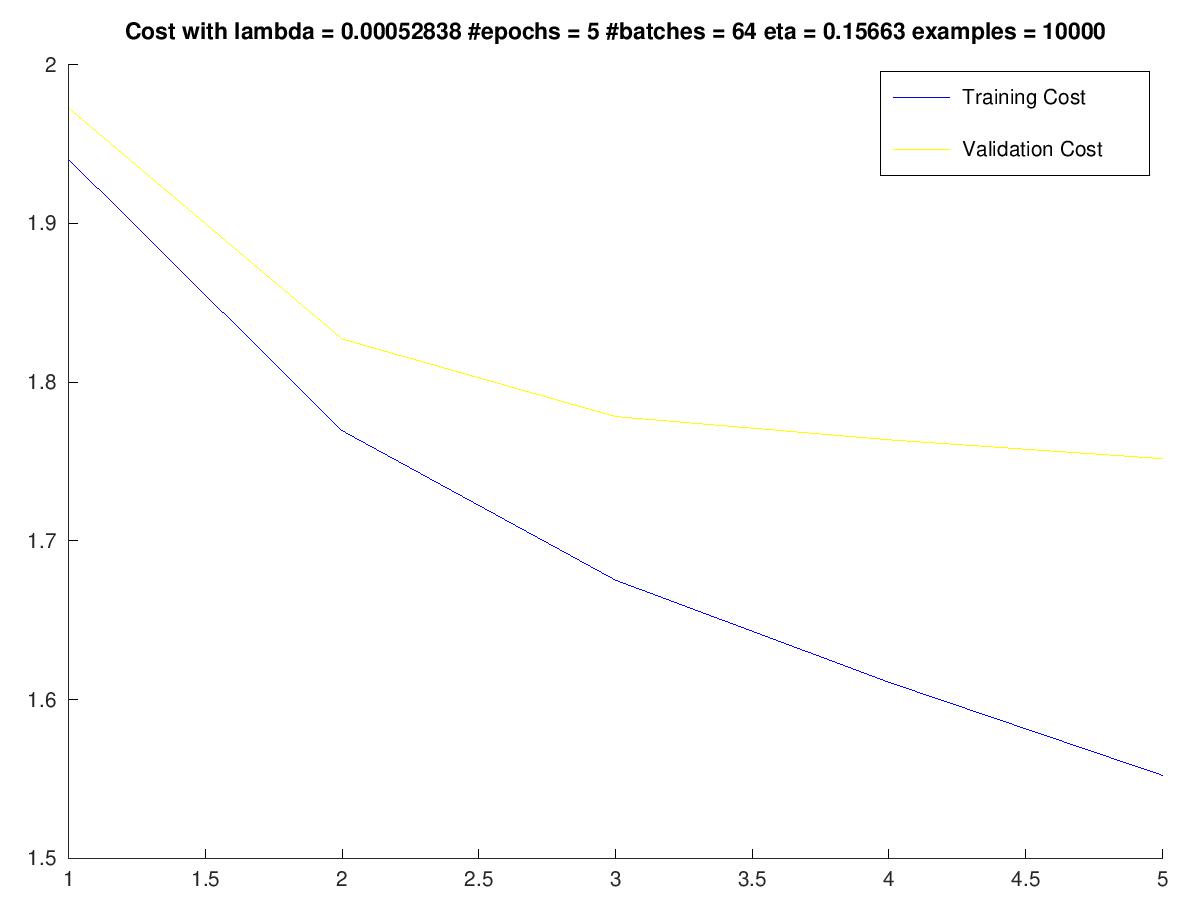 Cost with lambda = 0.00052838 #epochs = 5 #batches = 64 eta = 0.15663 examples = 10000
Training Cost
Validation Cost
2
1.9
1.8
1.7
1.6
1.5
1 1.5 2 2.5 3 3.5 4 4.5 5